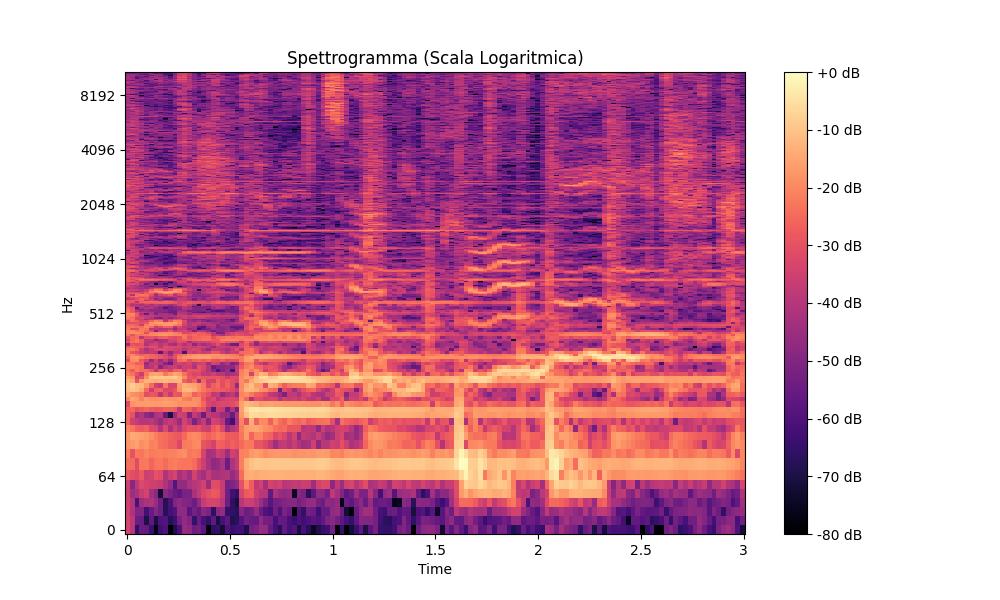 Spettrogramma (Scala Logaritmica)
8192
4096
2048
1024
512
256
128
64
0
Hz
0
0.5
1
1.5
2
2.5
3
Time
+0 dB
-10 dB
-20 dB
-30 dB
-40 dB
-50 dB
-60 dB
-70 dB
-80 dB